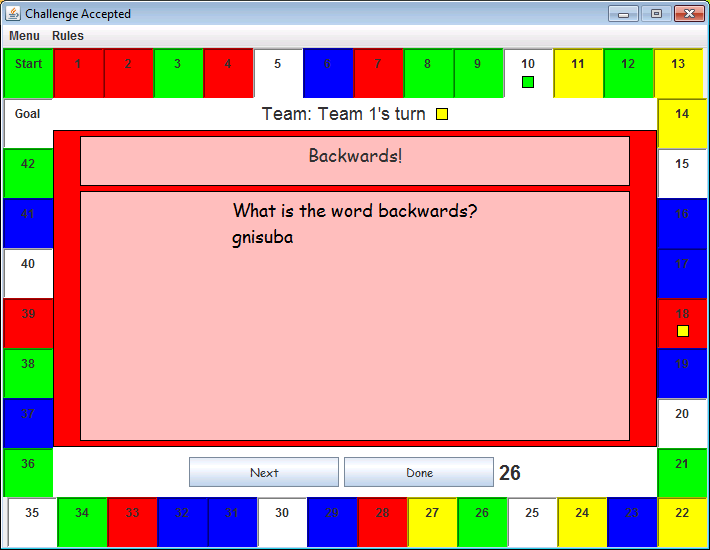 Challenge Accepted
Menu Rules
Start 1 2 3 4 5 6 7 8 9 10 11 12 13
Goal
Team: Team 1's turn
14
Backwards!
42
15
What is the word backwards?
gnisuba
41
16
40
17
39
18
38
19
37
20
36
Next
Done
26
21
35 34 33 32 31 30 29 28 27 26 25 24 23 22